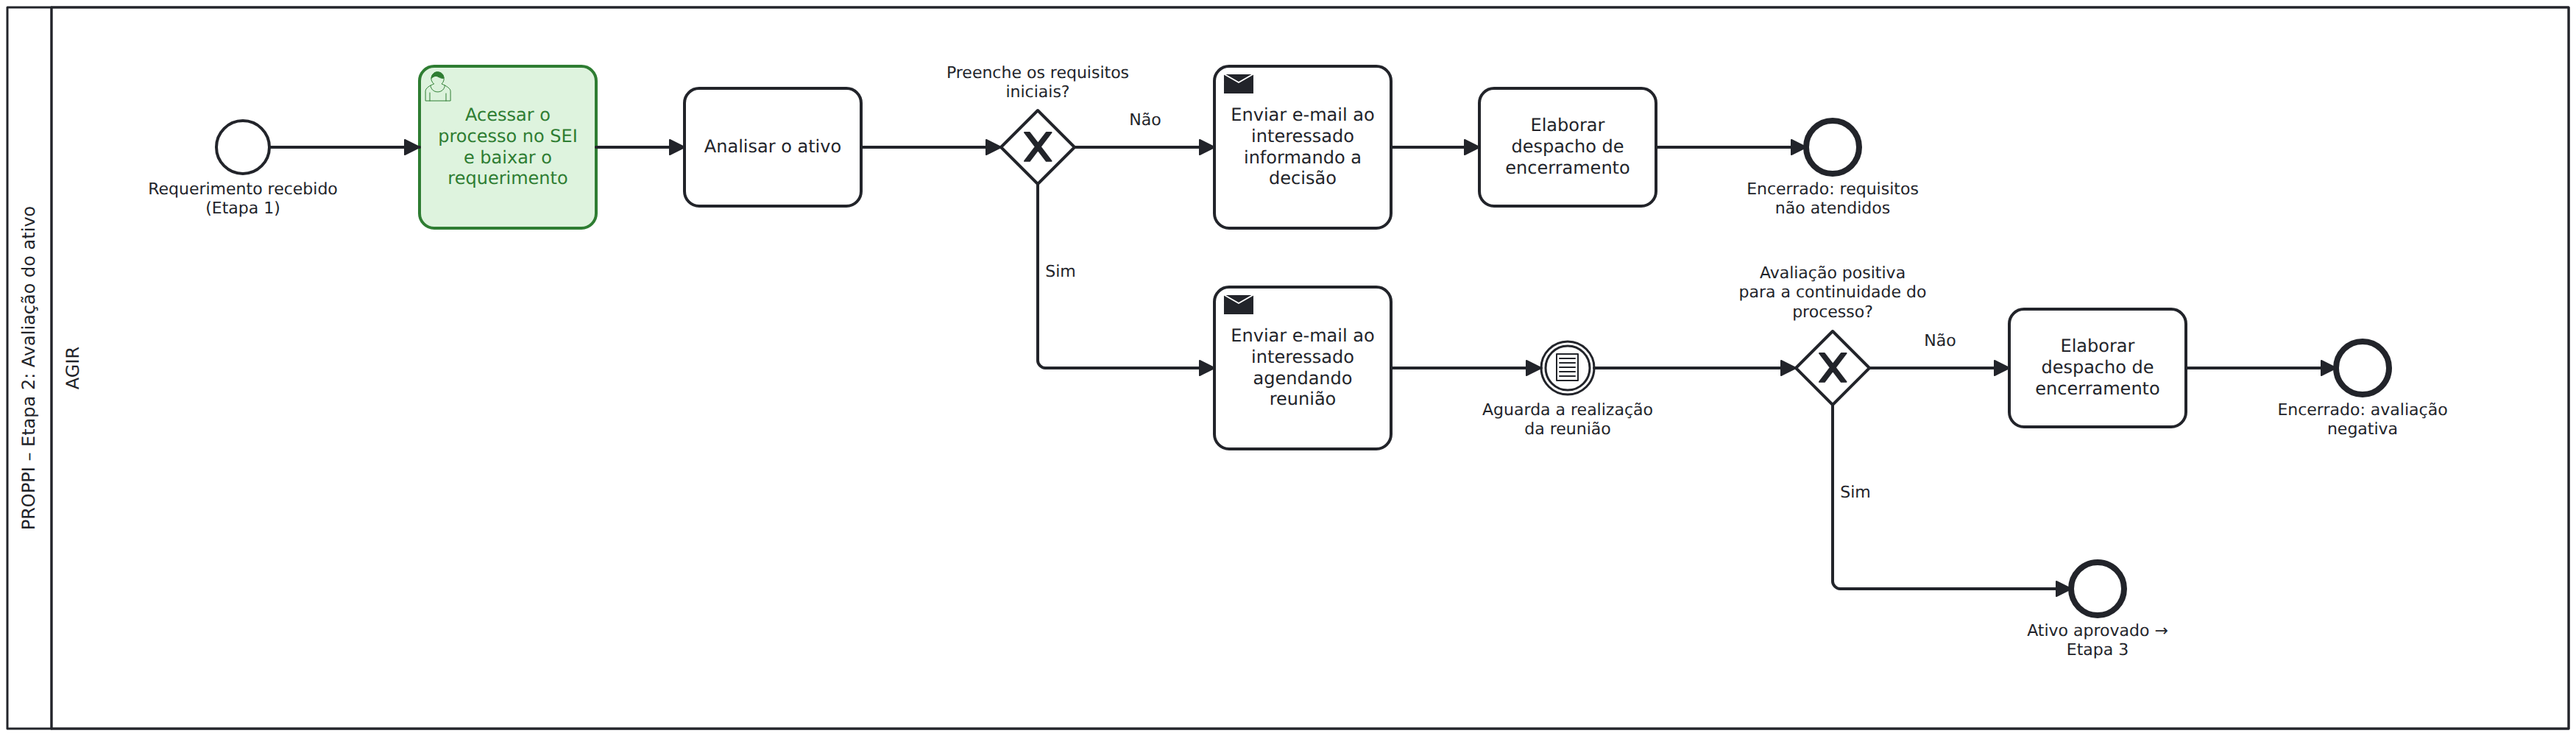 PROPPI – Etapa 2: Avaliação do ativo
AGIR
Requerimento recebido
(Etapa 1)
Acessar o
processo no SEI
e baixar o
requerimento
Analisar o ativo
Preenche os requisitos
iniciais?
Não
Enviar e-mail ao
interessado
informando a
decisão
Elaborar
despacho de
encerramento
Encerrado: requisitos
não atendidos
Sim
Enviar e-mail ao
interessado
agendando
reunião
Aguarda a realização
da reunião
Avaliação positiva
para a continuidade do
processo?
Não
Elaborar
despacho de
encerramento
Encerrado: avaliação
negativa
Sim
Ativo aprovado →
Etapa 3